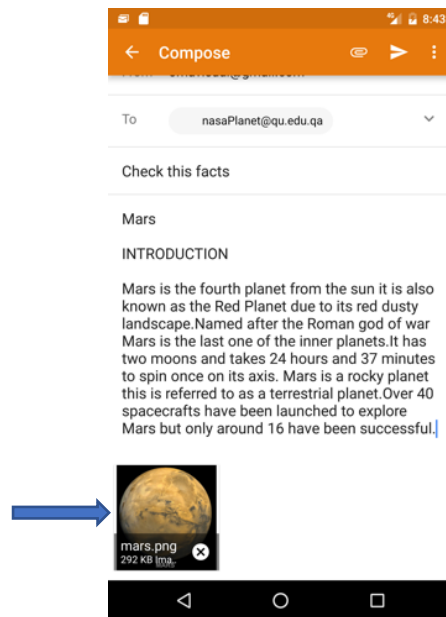 8:43
Compose
To nasaPlanet@qu.edu.qa
Check this facts
Mars
INTRODUCTION
Mars is the fourth planet from the sun it is also
known as the Red Planet due to its red dusty
landscape.Named after the Roman god of war
Mars is the last one of the inner planets.It has
two moons and takes 24 hours and 37 minutes
to spin once on its axis. Mars is a rocky planet
this is referred to as a terrestrial planet.Over 40
spacecrafts have been launched to explore
Mars but only around 16 have been successful.
mars.png
292 KB Ima..
MARS